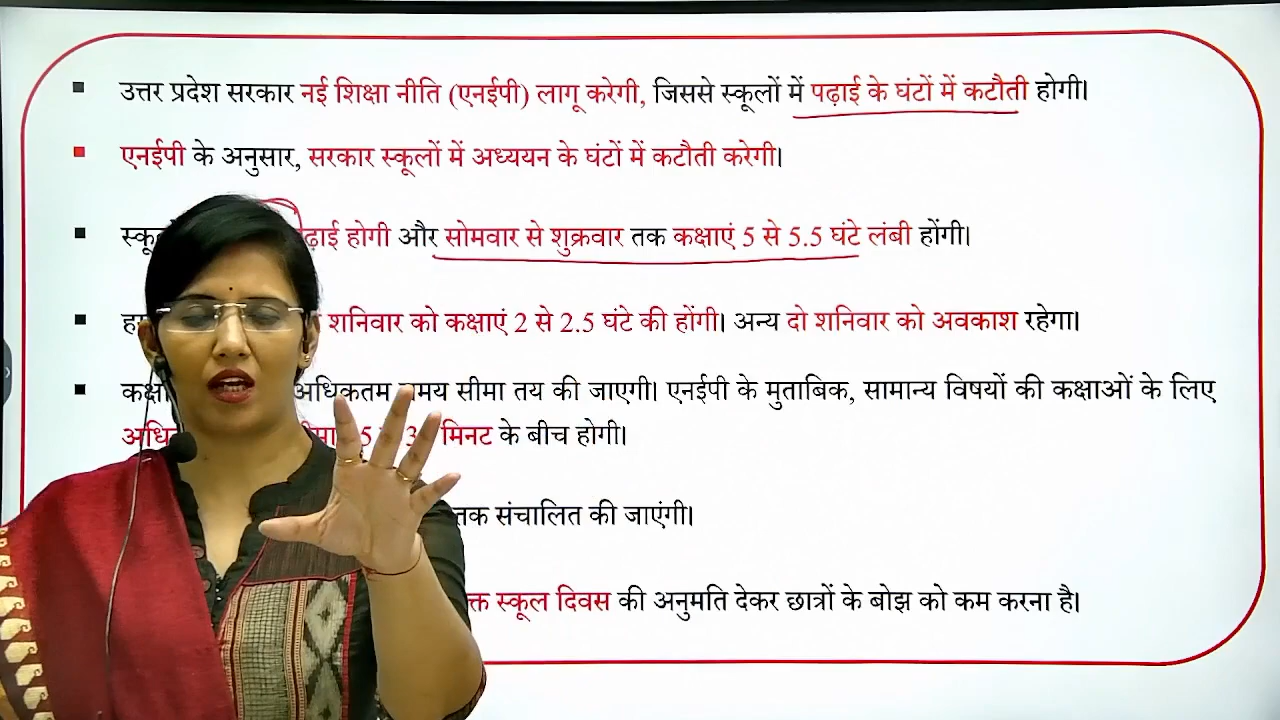 उत्तर प्रदेश सरकार नई शिक्षा नीति (एनईपी) लागू करेगी, जिससे स्कूलों में पढ़ाई के घंटों में कटौती होगी।
एनईपी के अनुसार, सरकार स्कूलों में अध्ययन के घंटों में कटौती करेगी।
होगी और सोमवार से शुक्रवार तक कक्षाएं 5 से 5.5 घंटे लंबी होंगी।
शनिवार को कक्षाएं 2 से 2.5 घंटे की होंगी। अन्य दो शनिवार को अवकाश रहेगा।
अधिकतम समय सीमा तय की जाएगी। एनईपी के मुताबिक, सामान्य विषयों की कक्षाओं के लिए
मिनट के बीच होगी।
तक संचालित की जाएंगी।
स्कूल दिवस की अनुमति देकर छात्रों के बोझ को कम करना है।